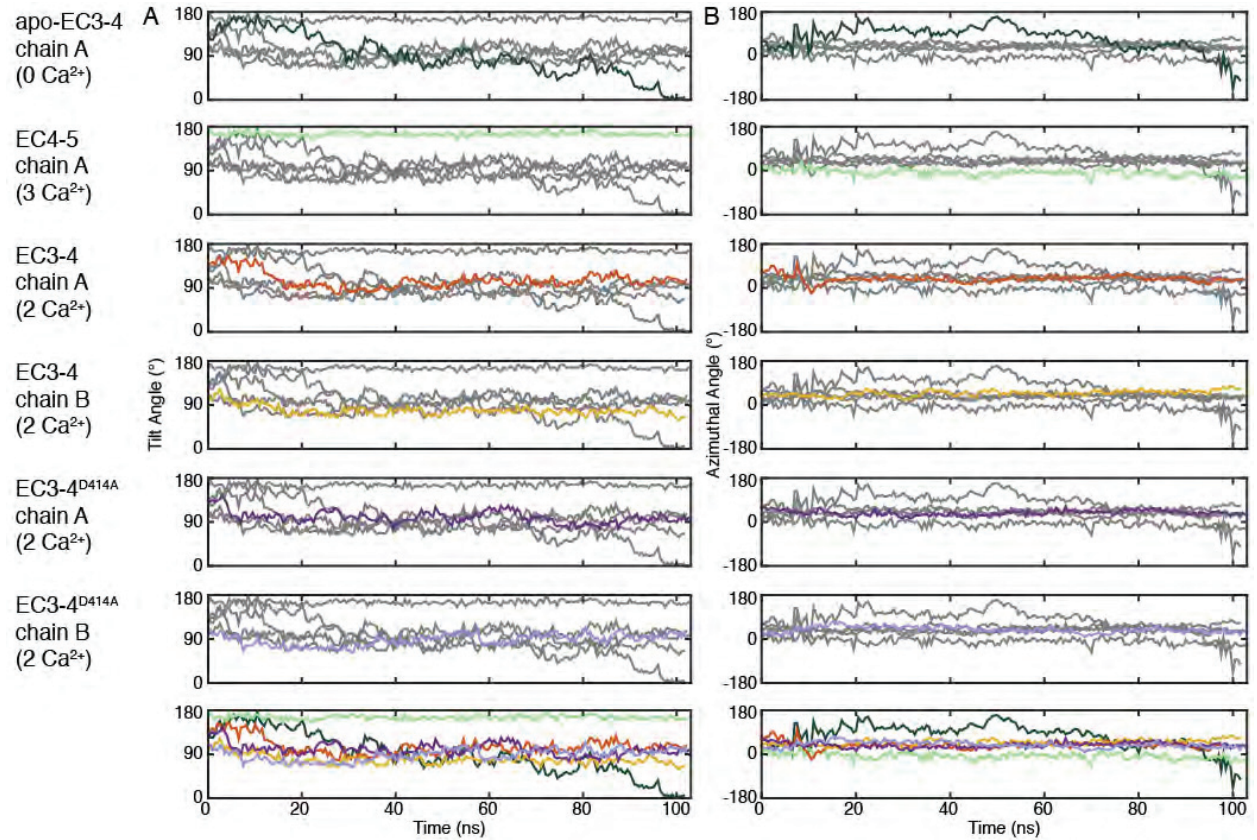 A
B
apo-EC3-4
chain A
(0 Ca²⁺)
180
90
0
180
0
-180
EC4-5
chain A
(3 Ca²⁺)
180
90
0
180
0
-180
EC3-4
chain A
(2 Ca²⁺)
180
90
0
180
0
-180
EC3-4
chain B
(2 Ca²⁺)
180
90
0
180
0
-180
Tilt Angle (°)
Azimuthal Angle (°)
EC3-4ᴰ⁴¹⁴ᴬ
chain A
(2 Ca²⁺)
180
90
0
180
0
-180
EC3-4ᴰ⁴¹⁴ᴬ
chain B
(2 Ca²⁺)
180
90
0
180
0
-180
180
90
0
180
0
-180
0 20 40 60 80 100
0 20 40 60 80 100
Time (ns)
Time (ns)